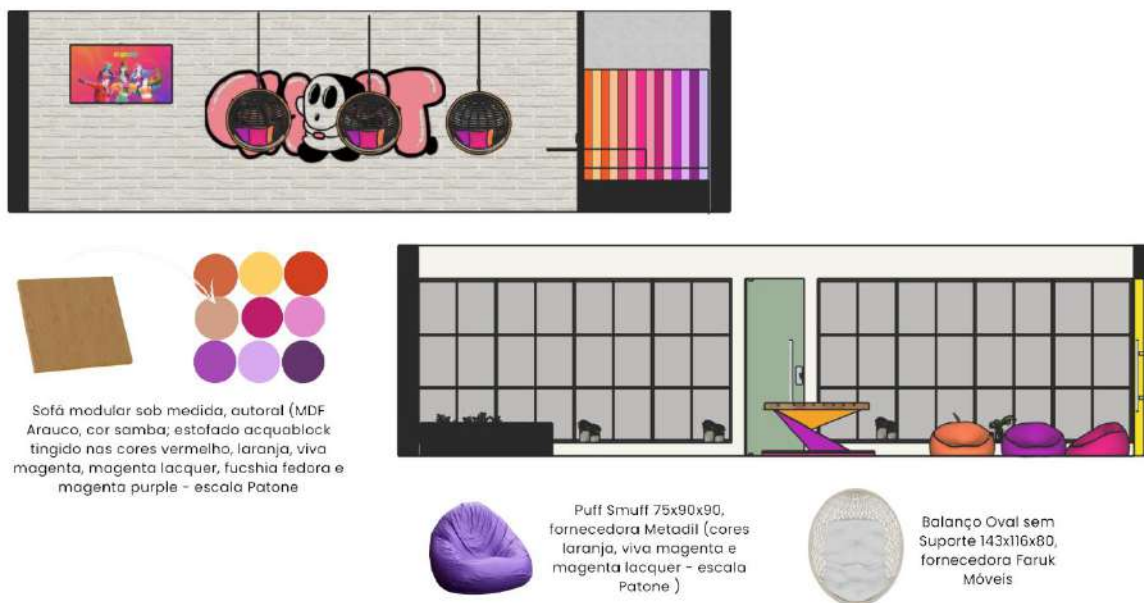 Sofá modular sob medida, autoral (MDF
Arauco, cor samba; estofado acquablock
tingido nas cores vermelho, laranja, viva
magenta, magenta lacquer, fucshia fedora e
magenta purple - escala Patone
Puff Smuff 75x90x90,
fornecedora Metadil (cores
laranja, viva magenta e
magenta lacquer - escala
Patone )
Balanço Oval sem
Suporte 143x116x80,
fornecedora Faruk
Móveis